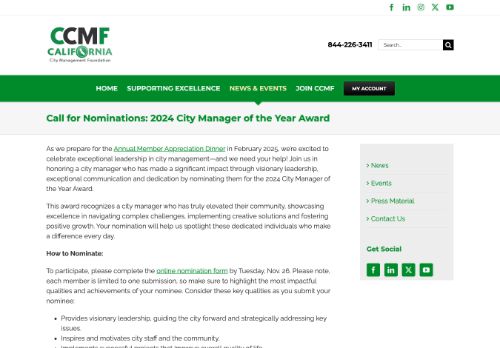 CCMF
CALIFORNIA
City Management Foundation
844-226-3411
Search...
HOME SUPPORTING EXCELLENCE NEWS & EVENTS JOIN CCMF MY ACCOUNT
Call for Nominations: 2024 City Manager of the Year Award
As we prepare for the Annual Member Appreciation Dinner in February 2025, we're excited to
celebrate exceptional leadership in city management—and we need your help! Join us in
honoring a city manager who has made a significant impact through visionary leadership,
exceptional communication and dedication by nominating them for the 2024 City Manager of
the Year Award.
This award recognizes a city manager who has truly elevated their community, showcasing
excellence in navigating complex challenges, implementing creative solutions and fostering
positive growth. Your nomination will help us spotlight these dedicated individuals who make
a difference every day.
How to Nominate:
To participate, please complete the online nomination form by Tuesday, Nov. 26. Please note,
each member is limited to one submission, so make sure to highlight the most impactful
qualities and achievements of your nominee. Consider these key qualities as you submit your
nominee:
• Provides visionary leadership, guiding the city forward and strategically addressing key
issues.
• Inspires and motivates city staff and the community.
• Implements successful projects that improve overall quality of life.
> News
> Events
> Press Material
> Contact Us
Get Social